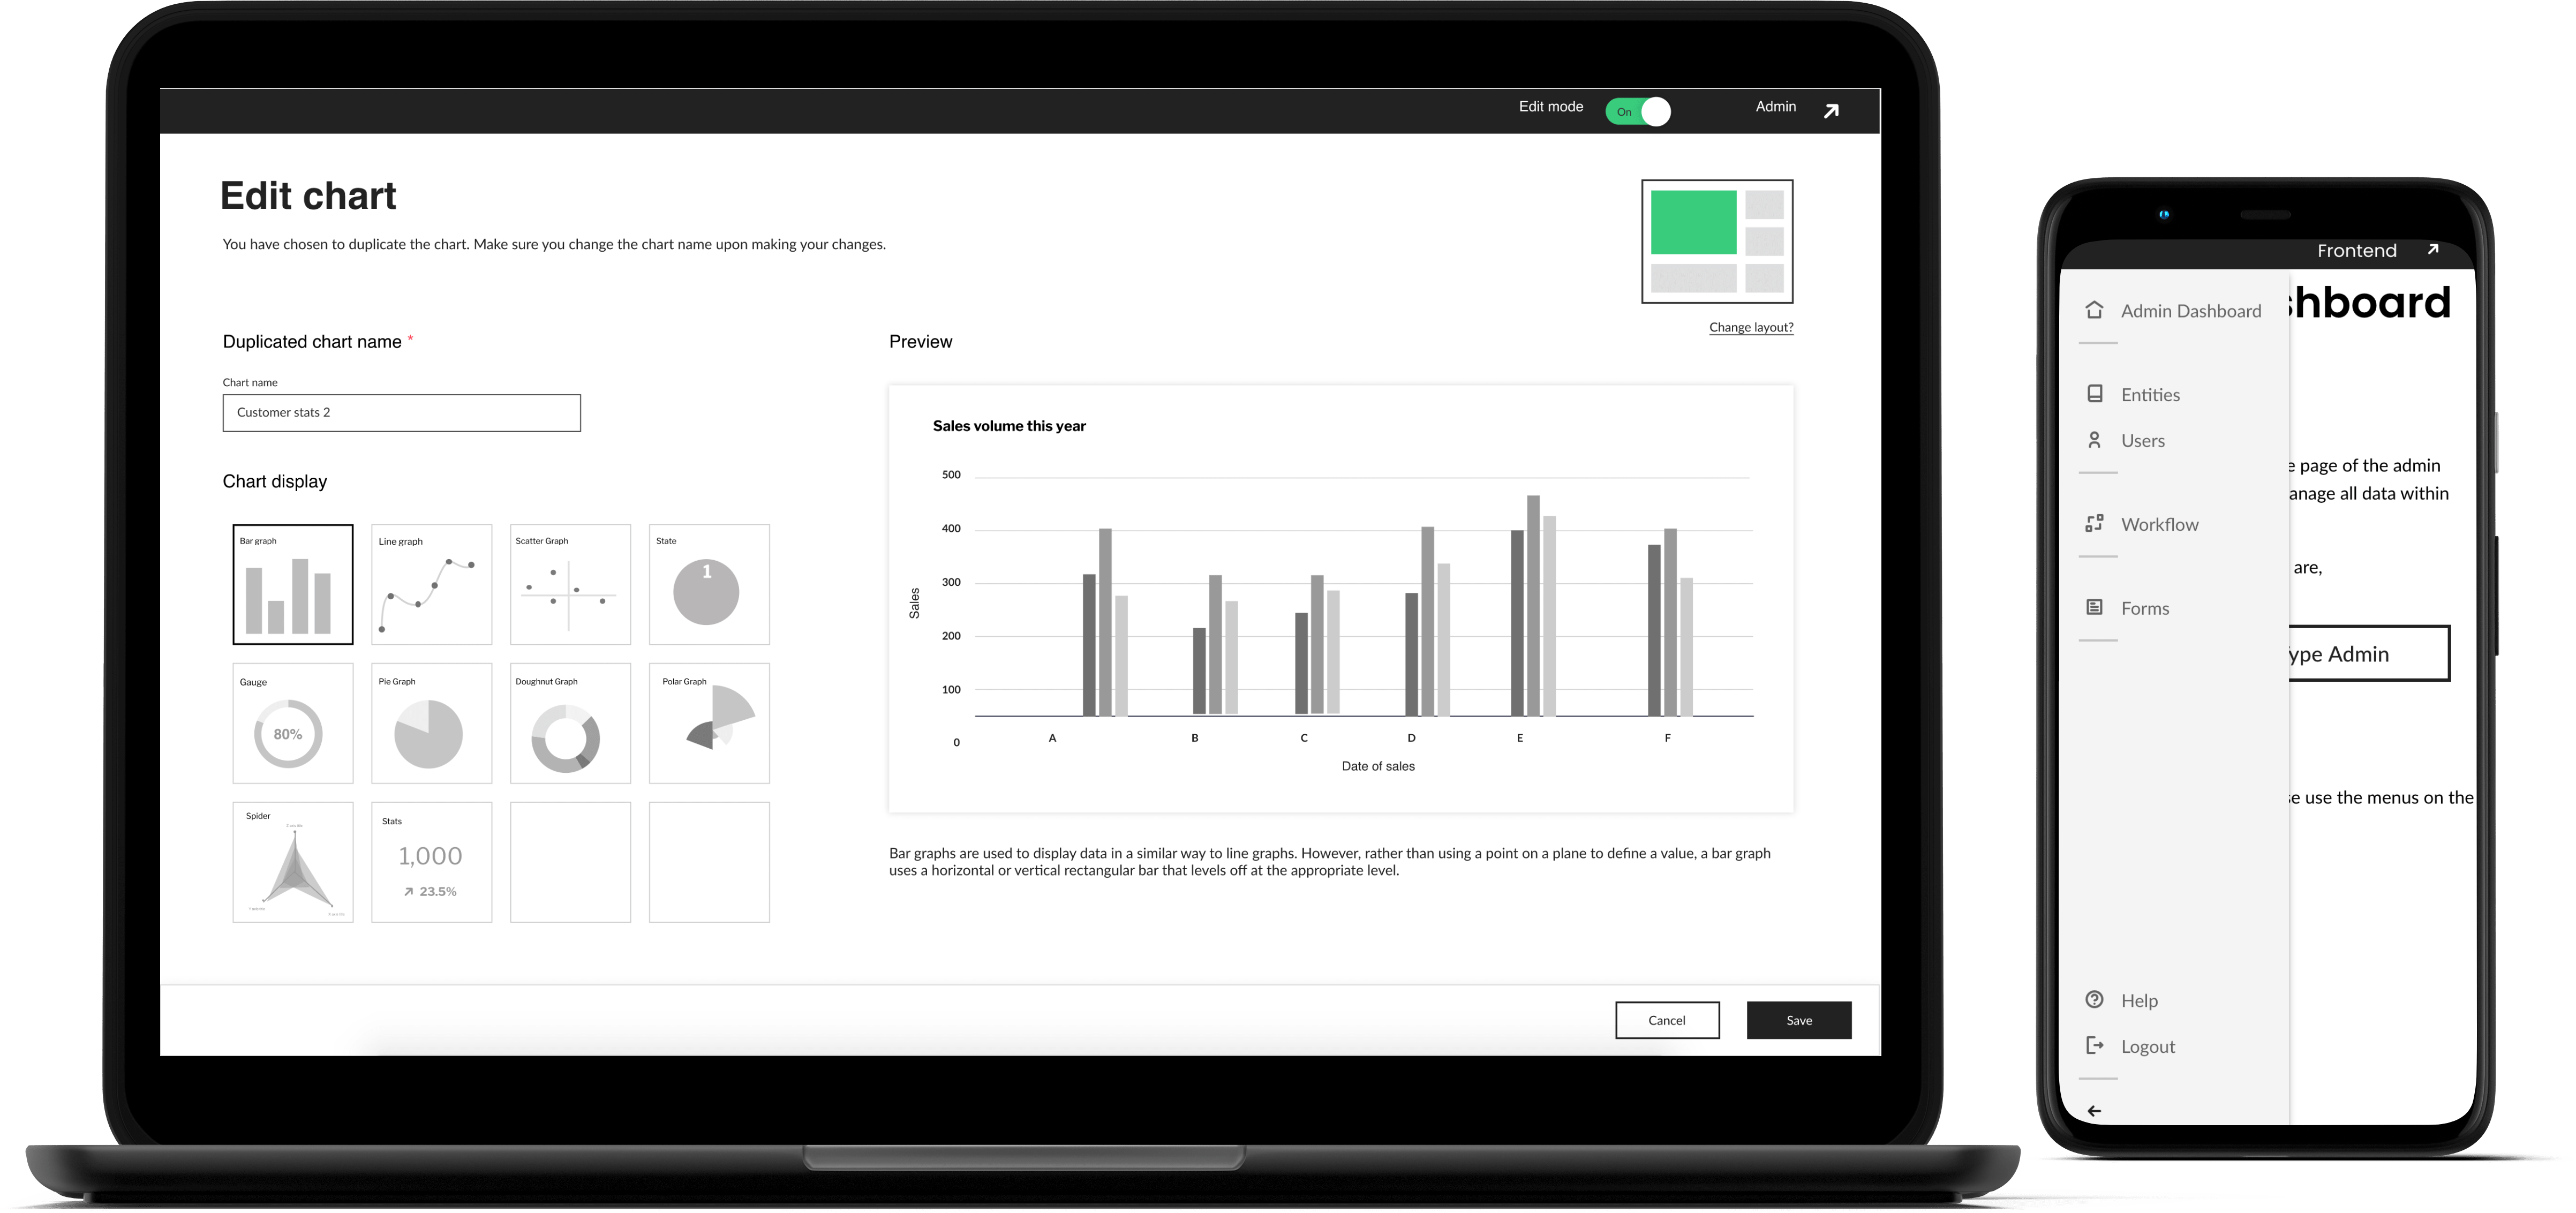 Edit mode
On
Admin
Edit chart
You have chosen to duplicate the chart. Make sure you change the chart name upon making your changes.
Change layout?
Duplicated chart name *
Chart name
Customer stats 2
Chart display
Bar graph
Line graph
Scatter Graph
State
1
Gauge
80%
Pie Graph
Doughnut Graph
Polar Graph
Spider
Stats
1,000
23.5%
Preview
Sales volume this year
500
400
300
200
100
0
Sales
A B C D E F
Date of sales
Bar graphs are used to display data in a similar way to line graphs. However, rather than using a point on a plane to define a value, a bar graph
uses a horizontal or vertical rectangular bar that levels off at the appropriate level.
Cancel
Save
Frontend
Admin Dashboard
Entities
Users
Workflow
Forms
Help
Logout
shboard
e page of the admin
anage all data within
are,
ype Admin
se use the menus on the